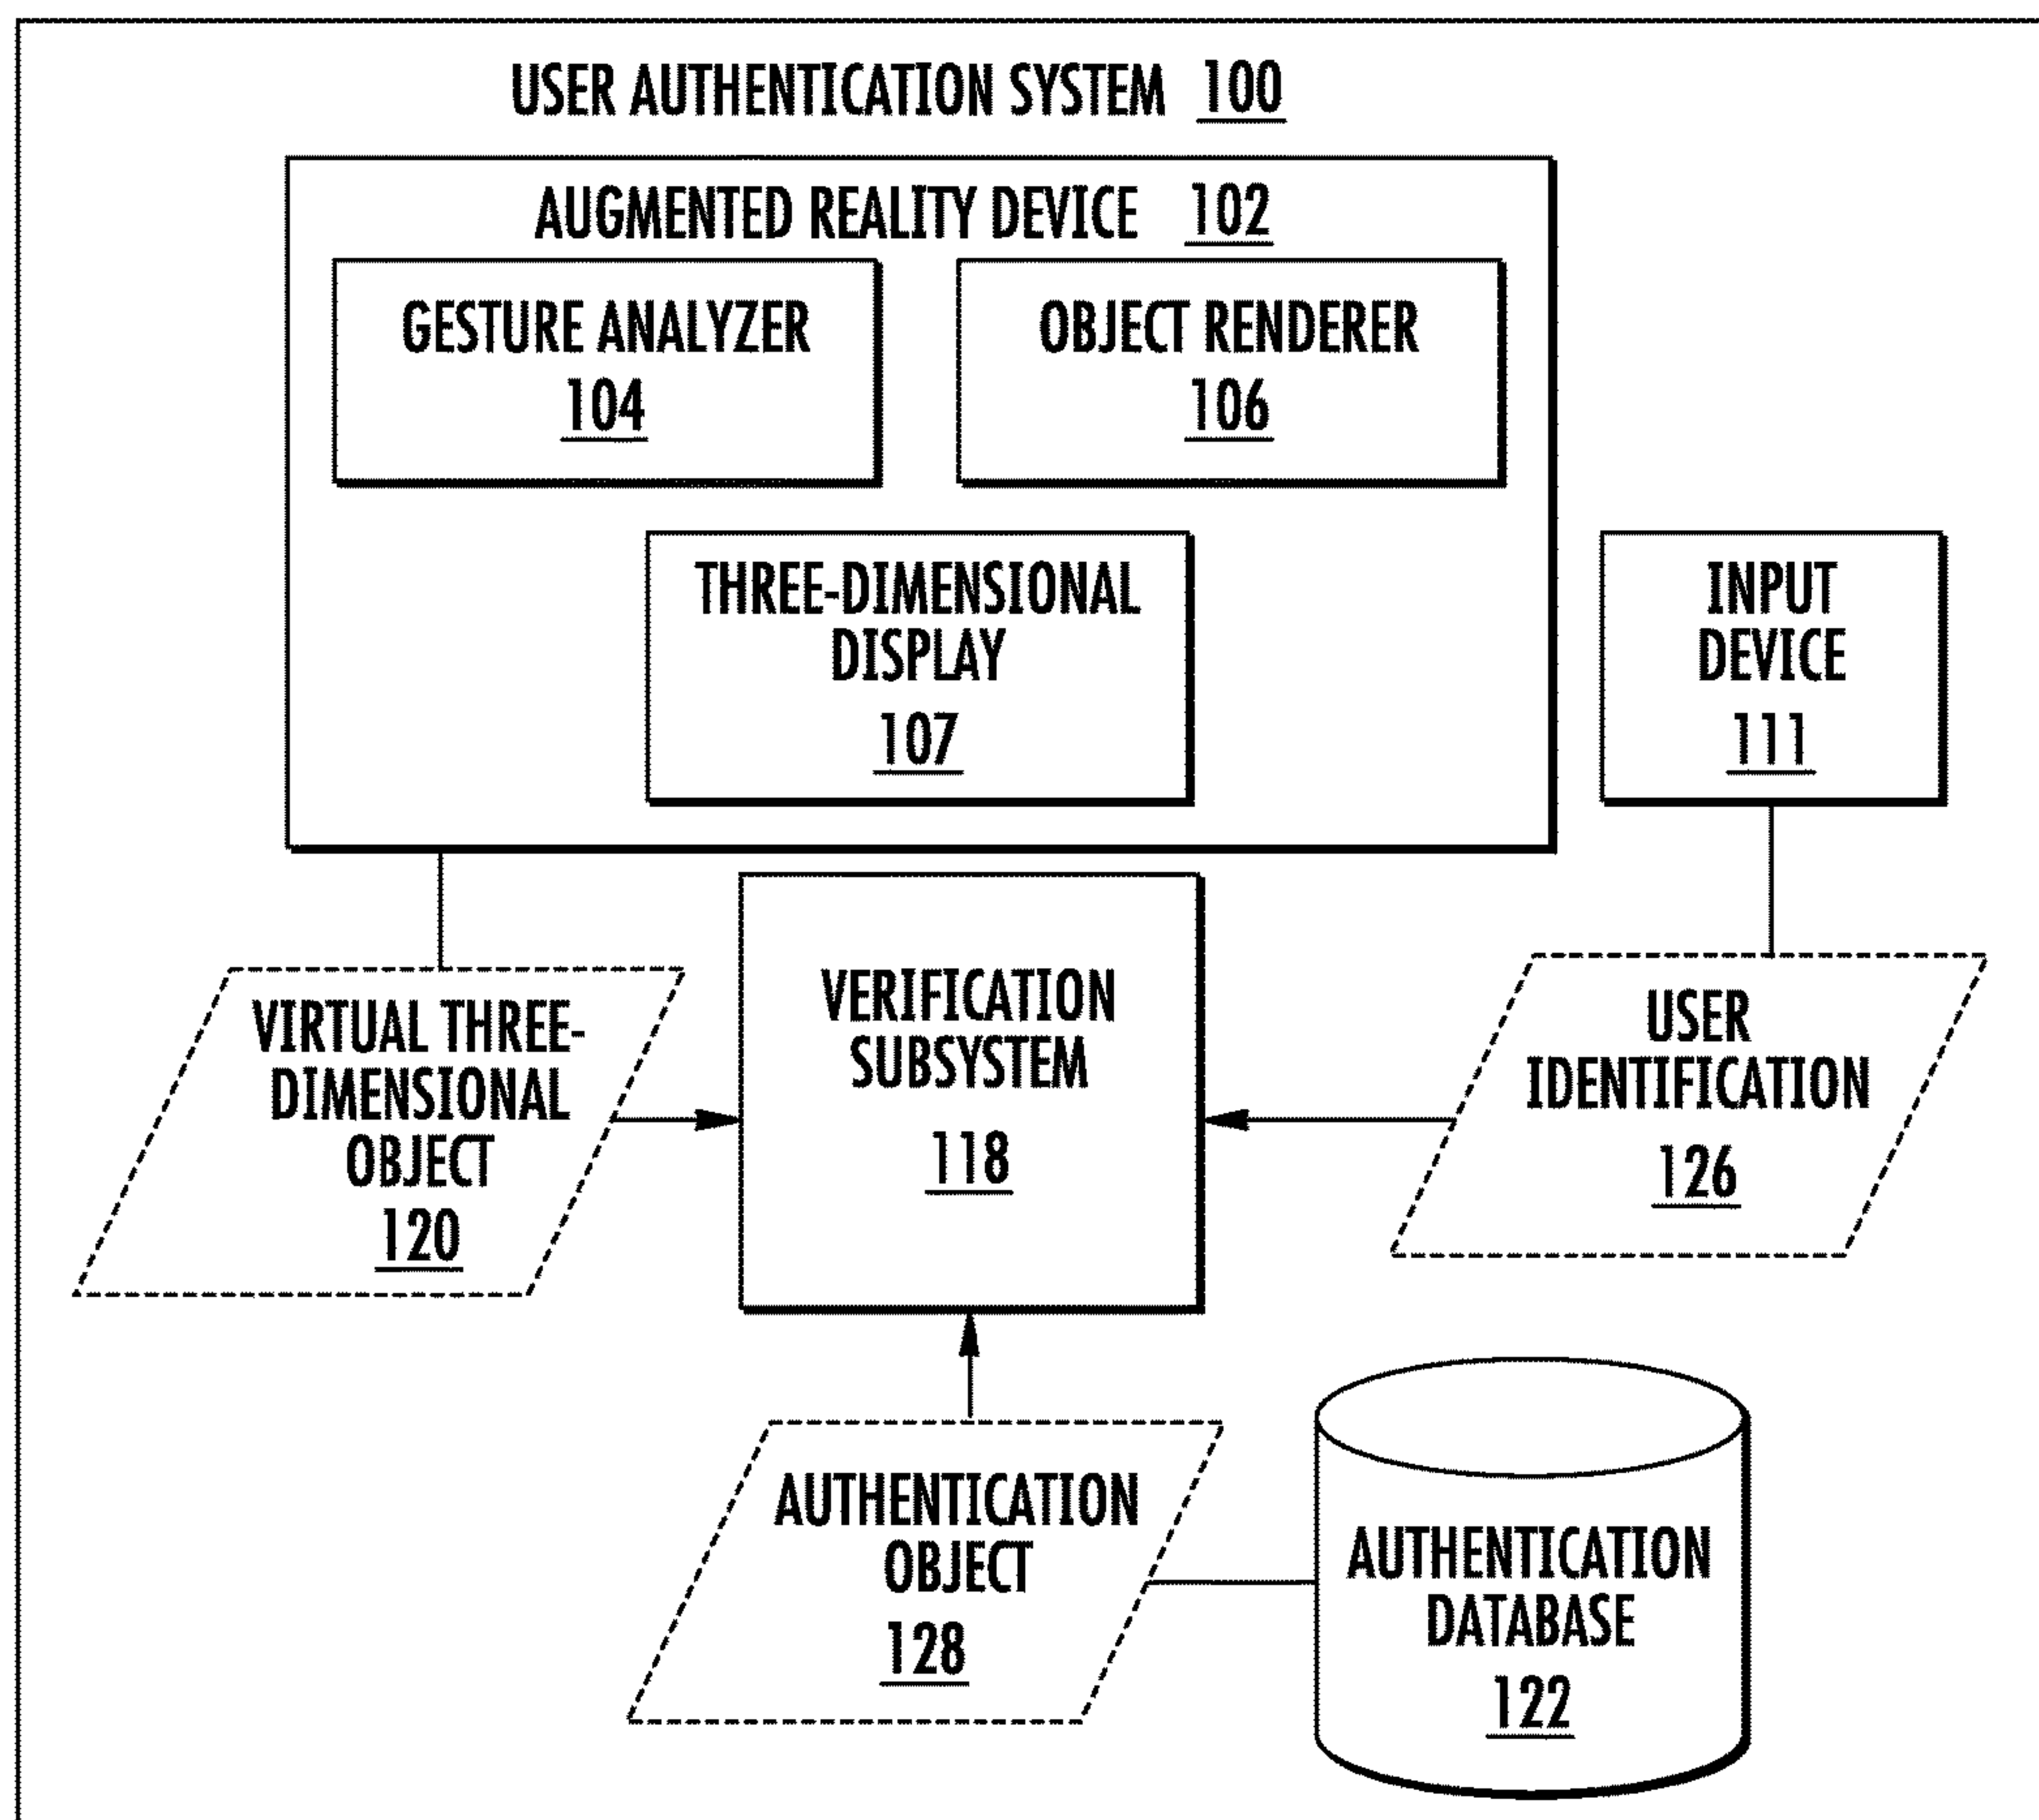 USER AUTHENTICATION SYSTEM 100
AUGMENTED REALITY DEVICE 102
GESTURE ANALYZER
104
OBJECT RENDERER
106
THREE-DIMENSIONAL
DISPLAY
107
INPUT
DEVICE
111
VIRTUAL THREE-
DIMENSIONAL
OBJECT
120
VERIFICATION
SUBSYSTEM
118
USER
IDENTIFICATION
126
AUTHENTICATION
OBJECT
128
AUTHENTICATION
DATABASE
122